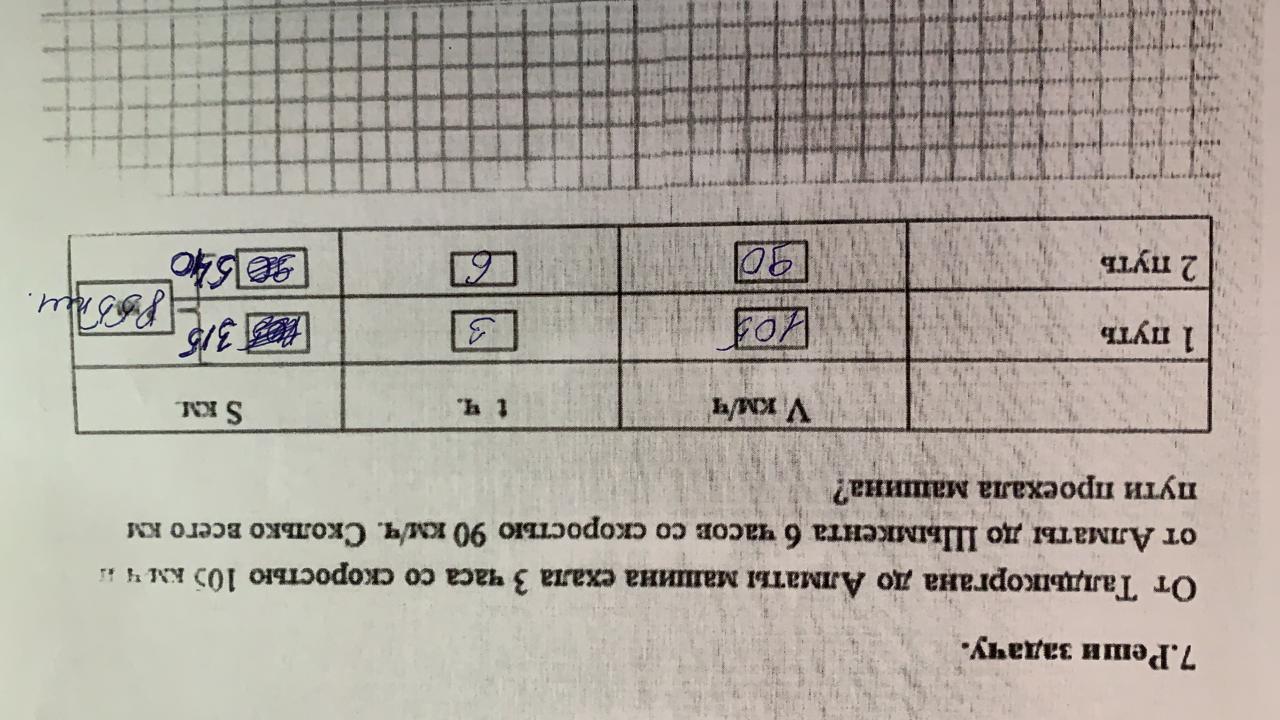 7.Реши задачу.
От Талдыкоргана до Алматы машина ехала 3 часа со скоростью 105 км ч и
от Алматы до Шымкента 6 часов со скоростью 90 км/ч. Сколько всего км
пути проехала машина?
V км/ч t ч. S км.
1 путь 105 3 315
2 путь 90 6 540
855 км.